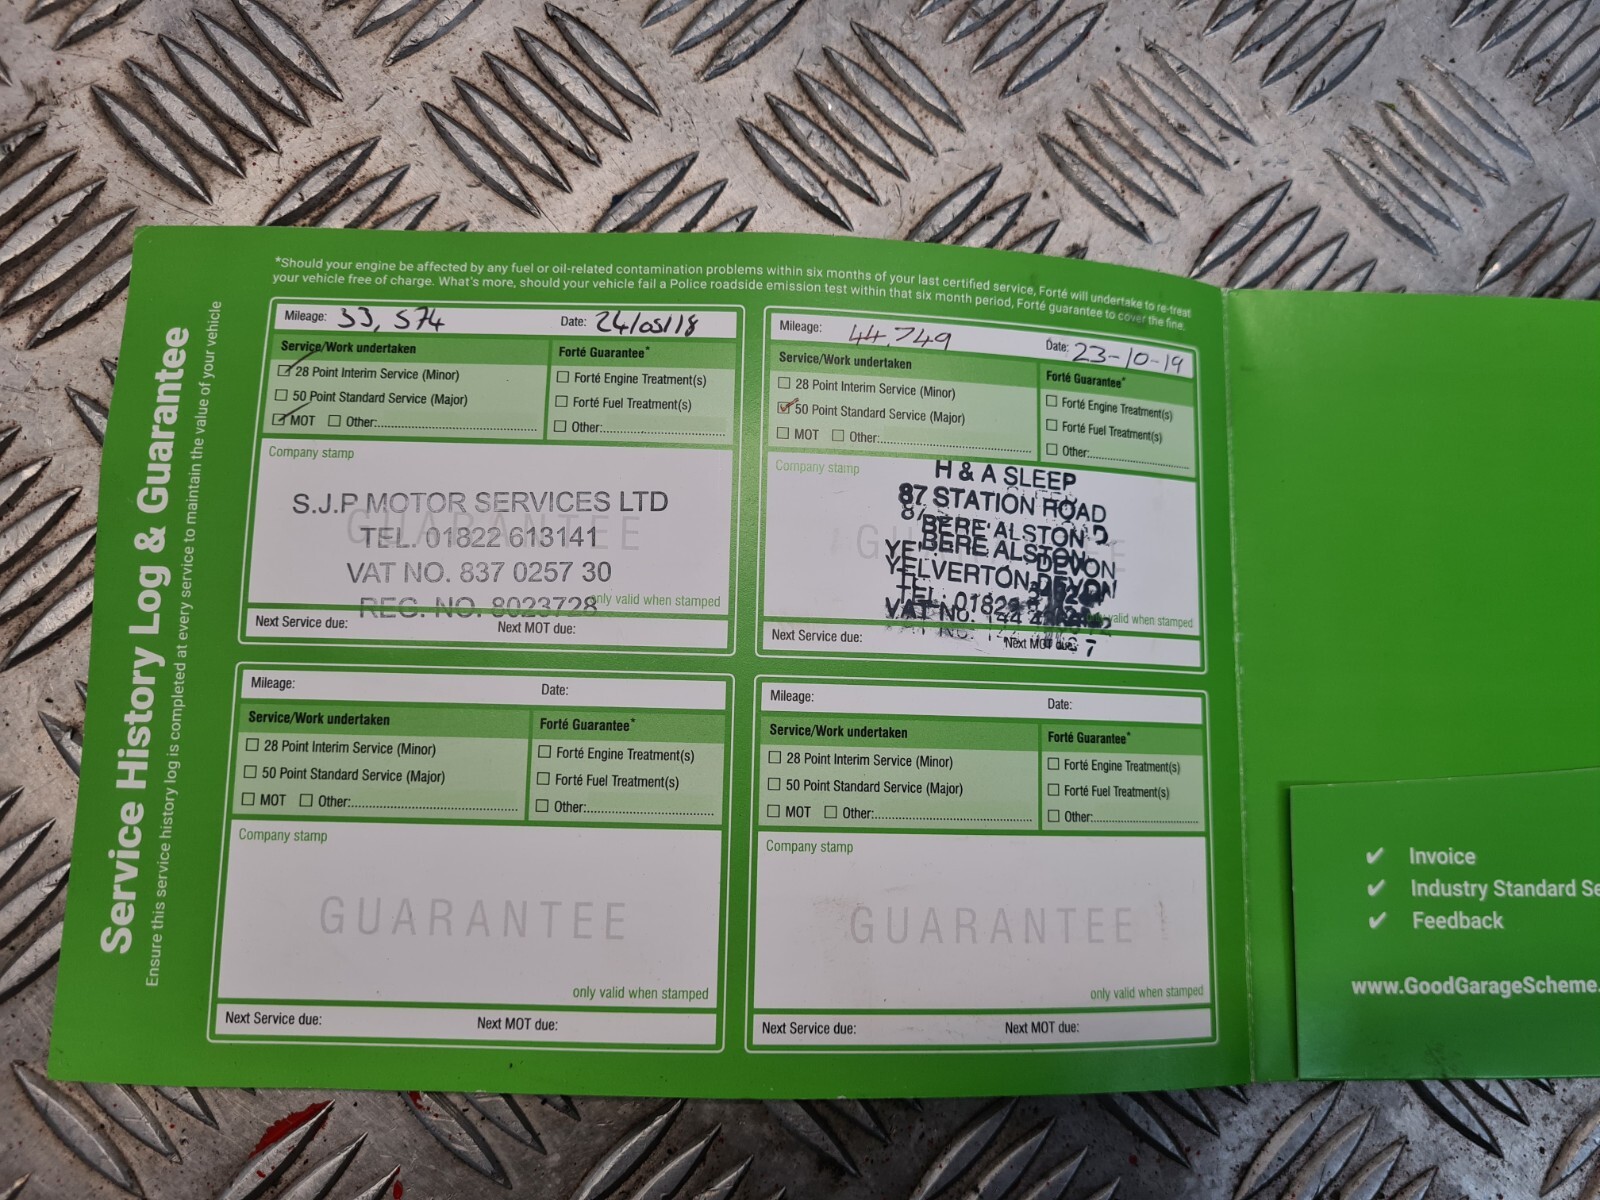 *Should your engine be affected by any fuel or oil-related contamination problems within six months of your last certified service, Forté will undertake to re-treat
your vehicle free of charge. What's more, should your vehicle fail a Police roadside emission test within that six month period, Forté guarantee to cover the fine.
Service History Log & Guarantee
Ensure this service history log is completed at every service to maintain the value of your vehicle
Mileage: 33, 574 Date: 24/05/18
Service/Work undertaken Forté Guarantee*
28 Point Interim Service (Minor) Forté Engine Treatment(s)
50 Point Standard Service (Major) Forté Fuel Treatment(s)
MOT Other: Other:
Company stamp
GUARANTEE
S.J.P MOTOR SERVICES LTD
TEL. 01822 613141
VAT NO. 837 0257 30
REG. NO. 8023728
only valid when stamped
Next Service due: Next MOT due:
Mileage: 44,749 Date: 23-10-19
Service/Work undertaken Forté Guarantee*
28 Point Interim Service (Minor) Forté Engine Treatment(s)
50 Point Standard Service (Major) Forté Fuel Treatment(s)
MOT Other: Other:
Company stamp
H & A SLEEP
87 STATION ROAD
BERE ALSTON
YELVERTON DEVON
TEL: 01822
VAT NO. 144
valid when stamped
Next Service due: Next MOT due:
Mileage: Date:
Service/Work undertaken Forté Guarantee*
28 Point Interim Service (Minor) Forté Engine Treatment(s)
50 Point Standard Service (Major) Forté Fuel Treatment(s)
MOT Other: Other:
Company stamp
GUARANTEE
only valid when stamped
Next Service due: Next MOT due:
Mileage: Date:
Service/Work undertaken Forté Guarantee*
28 Point Interim Service (Minor) Forté Engine Treatment(s)
50 Point Standard Service (Major) Forté Fuel Treatment(s)
MOT Other: Other:
Company stamp
GUARANTEE
only valid when stamped
Next Service due: Next MOT due:
✓ Invoice
✓ Industry Standard Se
✓ Feedback
www.GoodGarageScheme.